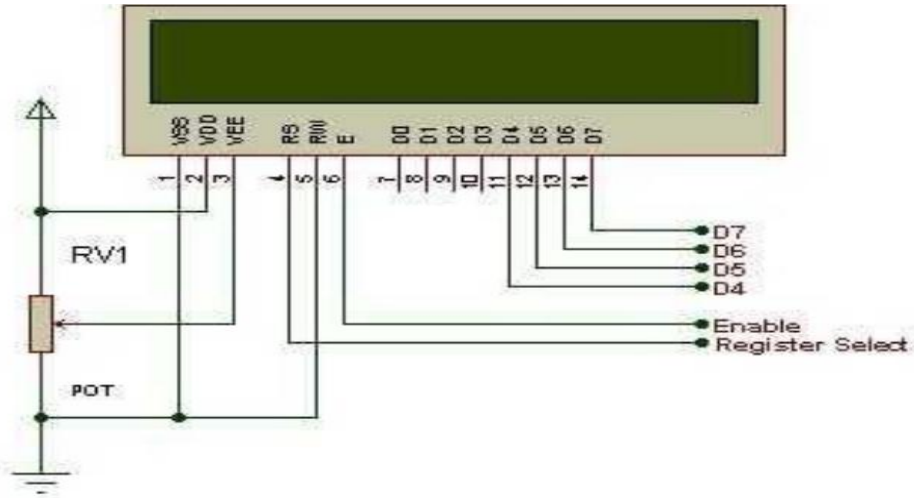 VSS VDD VEE RS RW E D0 D1 D2 D3 D4 D5 D6 D7
1 2 3 4 5 6 7 8 9 10 11 12 13 14
D7
D6
D5
D4
RV1
Enable
Register Select
POT